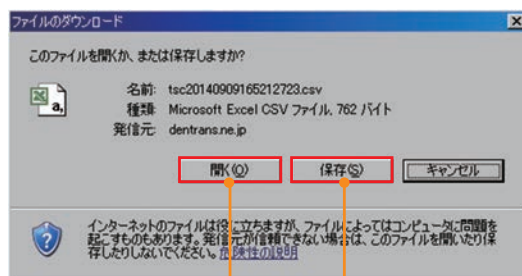 ファイルのダウンロード
このファイルを開くか、または保存しますか?
名前: tsc20140909165212723.csv
種類: Microsoft Excel CSV ファイル, 762 バイト
発信元: dentrans.ne.jp
開く(O) 保存(S) キャンセル
インターネットのファイルは役に立ちますが、ファイルによってはコンピュータに問題を
起こすものもあります。発信元が信頼できない場合は、このファイルを開いたり保
存したりしないでください。危険性の説明